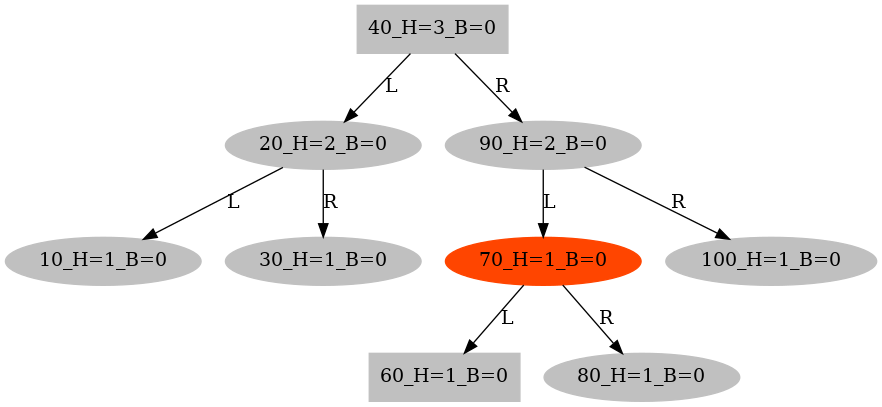 40_H=3_B=0
L
R
20_H=2_B=0
90_H=2_B=0
L
R
L
R
10_H=1_B=0
30_H=1_B=0
70_H=1_B=0
100_H=1_B=0
L
R
60_H=1_B=0
80_H=1_B=0